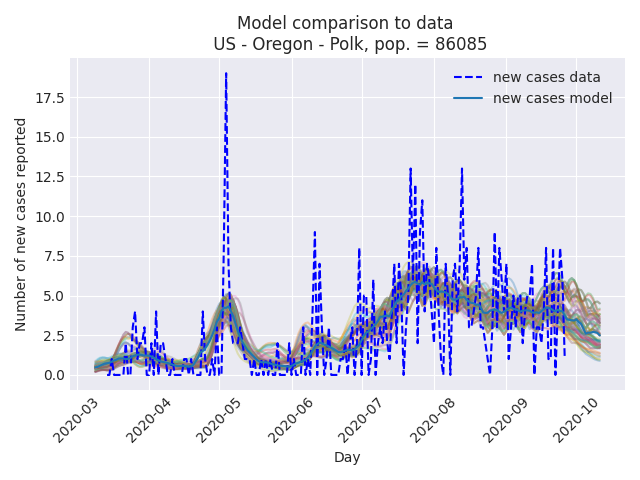 Model comparison to data
US - Oregon - Polk, pop. = 86085
new cases data
new cases model
Number of new cases reported
17.5
15.0
12.5
10.0
7.5
5.0
2.5
0.0
2020-03
2020-04
2020-05
2020-06
2020-07
2020-08
2020-09
2020-10
Day